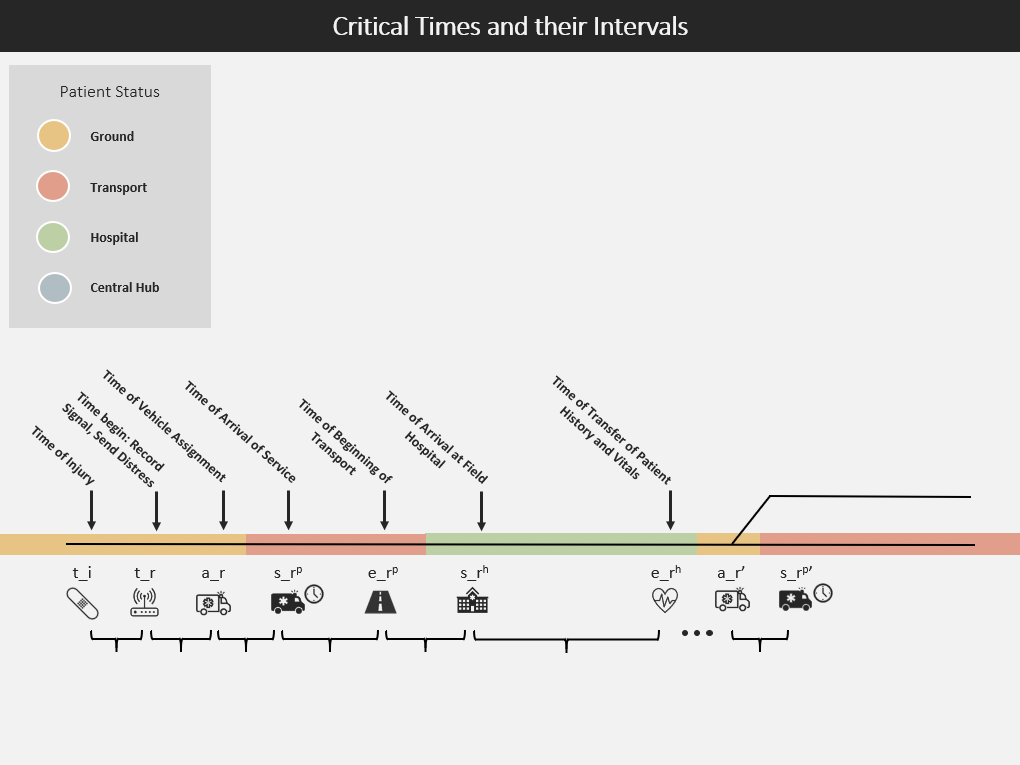 Critical Times and their Intervals
Patient Status
Ground
Transport
Hospital
Central Hub
Time of Injury
Time begin: Record
Signal, Send Distress
Time of Vehicle Assignment
Time of Arrival of Service
Time of Beginning of
Transport
Time of Arrival at Field
Hospital
Time of Transfer of Patient
History and Vitals
t_i
t_r
a_r
s_rᵖ
e_rᵖ
s_rʰ
e_rʰ
a_r’
s_rᵖ’